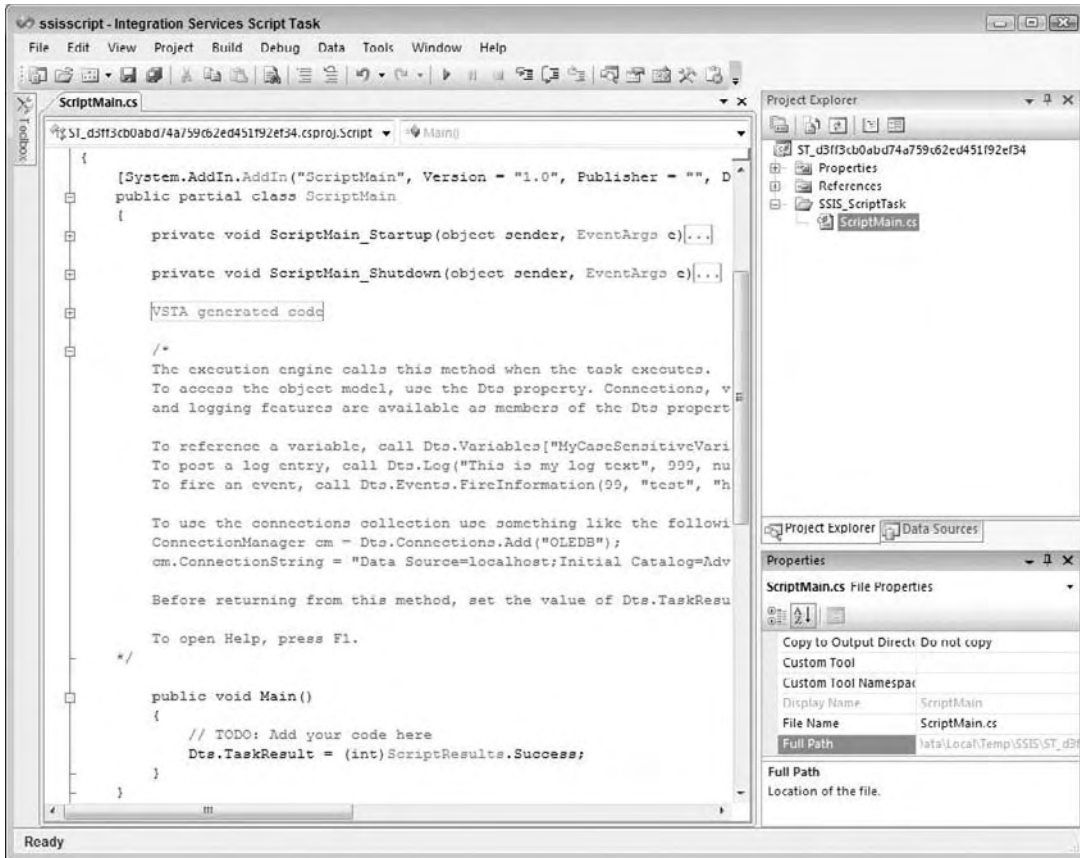 ssisscript - Integration Services Script Task
File Edit View Project Build Debug Data Tools Window Help
Toolbox
ScriptMain.cs
ST_d3ff3cb0abd74a759c62ed451f92ef34.csproj.Script
Main()
{
[System.AddIn.AddIn("ScriptMain", Version = "1.0", Publisher = "", D
public partial class ScriptMain
{
private void ScriptMain_Startup(object sender, EventArgs e)...
private void ScriptMain_Shutdown(object sender, EventArgs e)...
VSTA generated code
/*
The execution engine calls this method when the task executes.
To access the object model, use the Dts property. Connections, v
and logging features are available as members of the Dts propert
To reference a variable, call Dts.Variables["MyCaseSensitiveVari
To post a log entry, call Dts.Log("This is my log text", 999, nu
To fire an event, call Dts.Events.FireInformation(99, "test", "h
To use the connections collection use something like the followi
ConnectionManager cm = Dts.Connections.Add("OLEDB");
cm.ConnectionString = "Data Source=localhost;Initial Catalog=Adv
Before returning from this method, set the value of Dts.TaskResu
To open Help, press F1.
*/
public void Main()
{
// TODO: Add your code here
Dts.TaskResult = (int)ScriptResults.Success;
}
}
Project Explorer
ST_d3ff3cb0abd74a759c62ed451f92ef34
Properties
References
SSIS_ScriptTask
ScriptMain.cs
Project Explorer Data Sources
Properties
ScriptMain.cs File Properties
Copy to Output Direct Do not copy
Custom Tool
Custom Tool Namespac
Display Name ScriptMain
File Name ScriptMain.cs
Full Path \Local\Temp\SSIS\ST_d3f
Full Path
Location of the file.
Ready